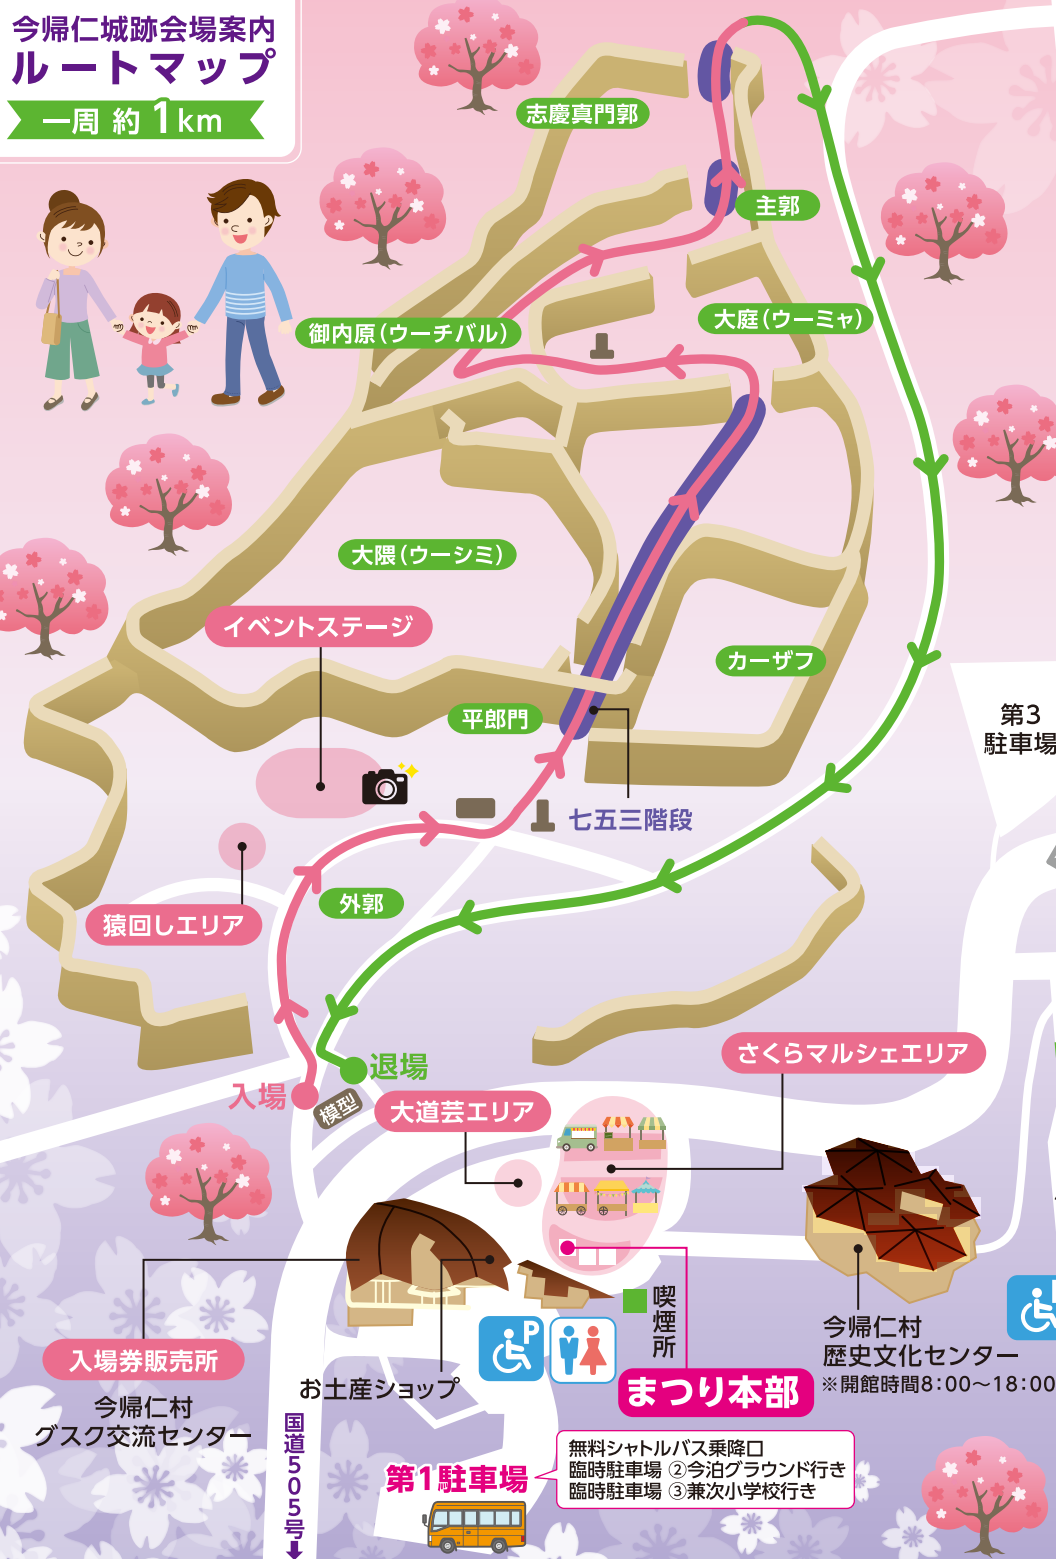 今帰仁城跡会場案内
ルートマップ
一周 約1km
志慶真門郭
主郭
御内原（ウーチバル）
大庭（ウーミャ）
大隈（ウーシミ）
イベントステージ
カーザフ
平郎門
第3
駐車場
七五三階段
外郭
猿回しエリア
さくらマルシェエリア
退場
入場
模型
大道芸エリア
喫煙所
P
P
今帰仁村
歴史文化センター
※開館時間8：00〜18：00
入場券販売所
お土産ショップ
まつり本部
今帰仁村
グスク交流センター
国道505号
無料シャトルバス乗降口
臨時駐車場 ②今泊グラウンド行き
臨時駐車場 ③兼次小学校行き
第1駐車場